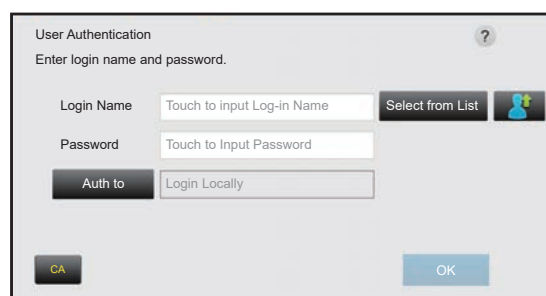 User Authentication
?
Enter login name and password.
Login Name Touch to input Log-in Name Select from List
Password Touch to Input Password
Auth to Login Locally
CA OK